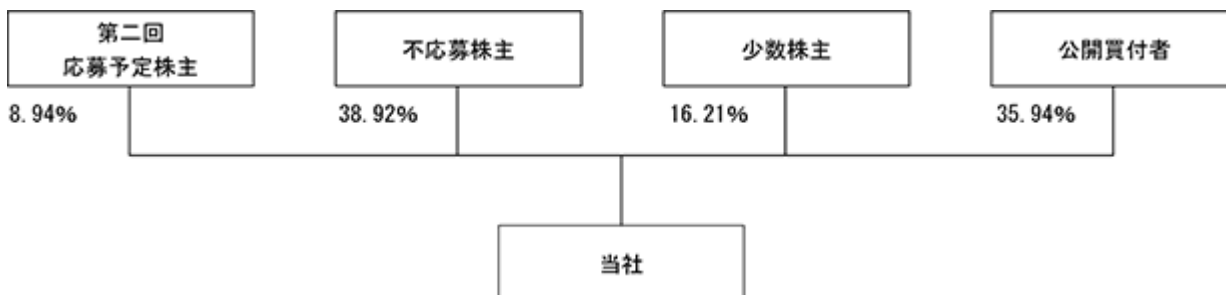 第二回
応募予定株主
不応募株主
少数株主
公開買付者
8.94%
38.92%
16.21%
35.94%
当社